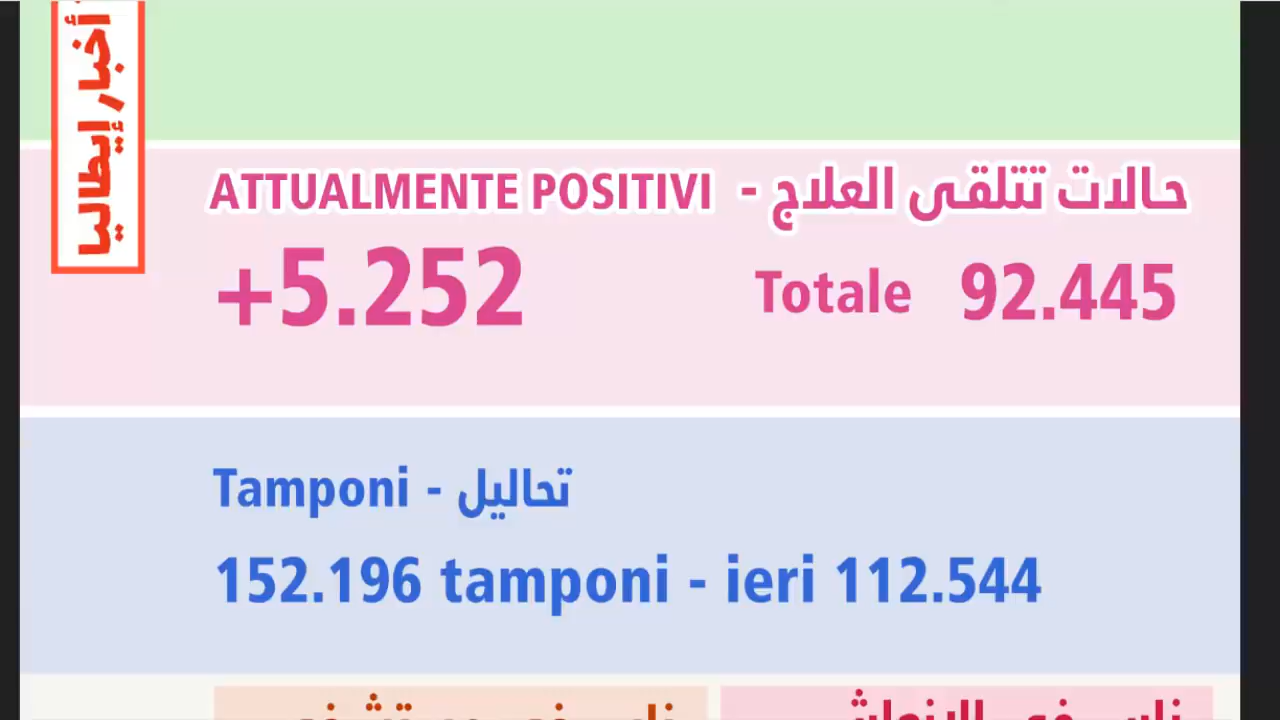 أخبار إيطاليا
ATTUALMENTE POSITIVI - حالات تتلقى العلاج
+5.252 Totale 92.445
Tamponi - تحاليل
152.196 tamponi - ieri 112.544